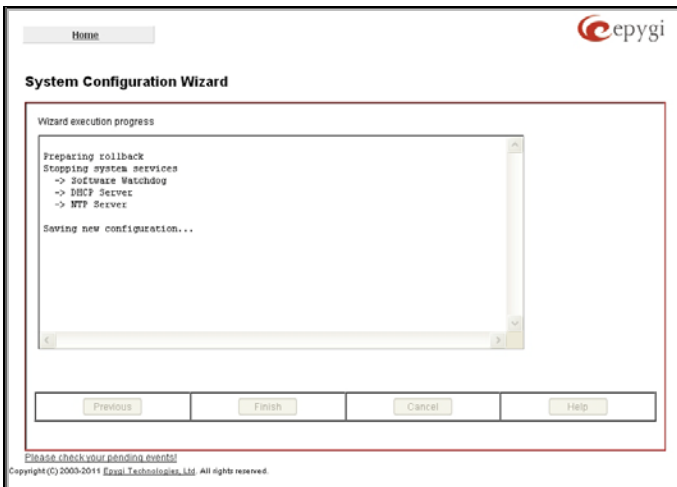 Home
epygi
System Configuration Wizard
Wizard execution progress
Preparing rollback
Stopping system services
-> Software Watchdog
-> DHCP Server
-> NTP Server
Saving new configuration...
Previous
Finish
Cancel
Help
Please check your pending events!
Copyright (C) 2003-2011 Epygi Technologies, Ltd. All rights reserved.